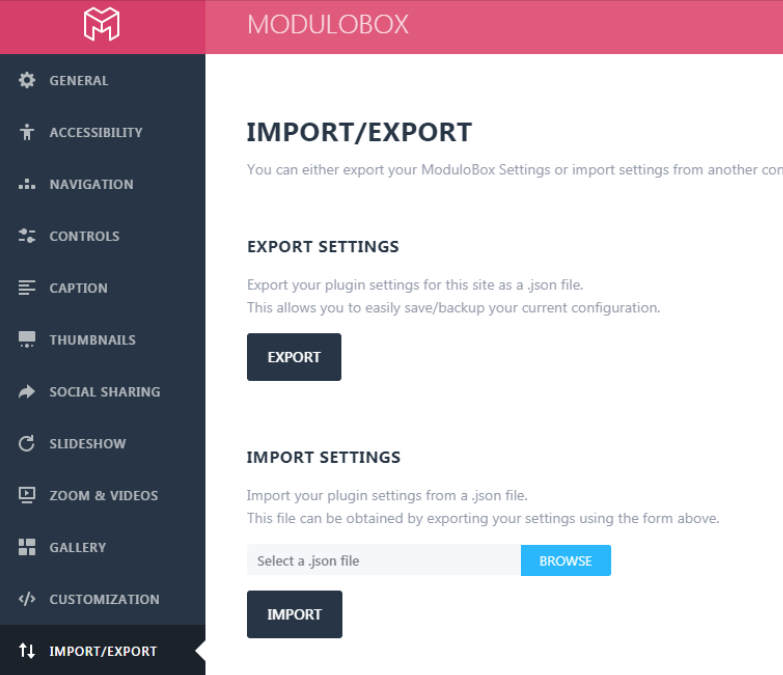 MODULOBOX
GENERAL
ACCESSIBILITY
NAVIGATION
CONTROLS
CAPTION
THUMBNAILS
SOCIAL SHARING
SLIDESHOW
ZOOM & VIDEOS
GALLERY
CUSTOMIZATION
IMPORT/EXPORT
IMPORT/EXPORT
You can either export your ModuloBox Settings or import settings from another
EXPORT SETTINGS
Export your plugin settings for this site as a .json file.
This allows you to easily save/backup your current configuration.
EXPORT
IMPORT SETTINGS
Import your plugin settings from a .json file.
This file can be obtained by exporting your settings using the form above.
Select a .json file
BROWSE
IMPORT